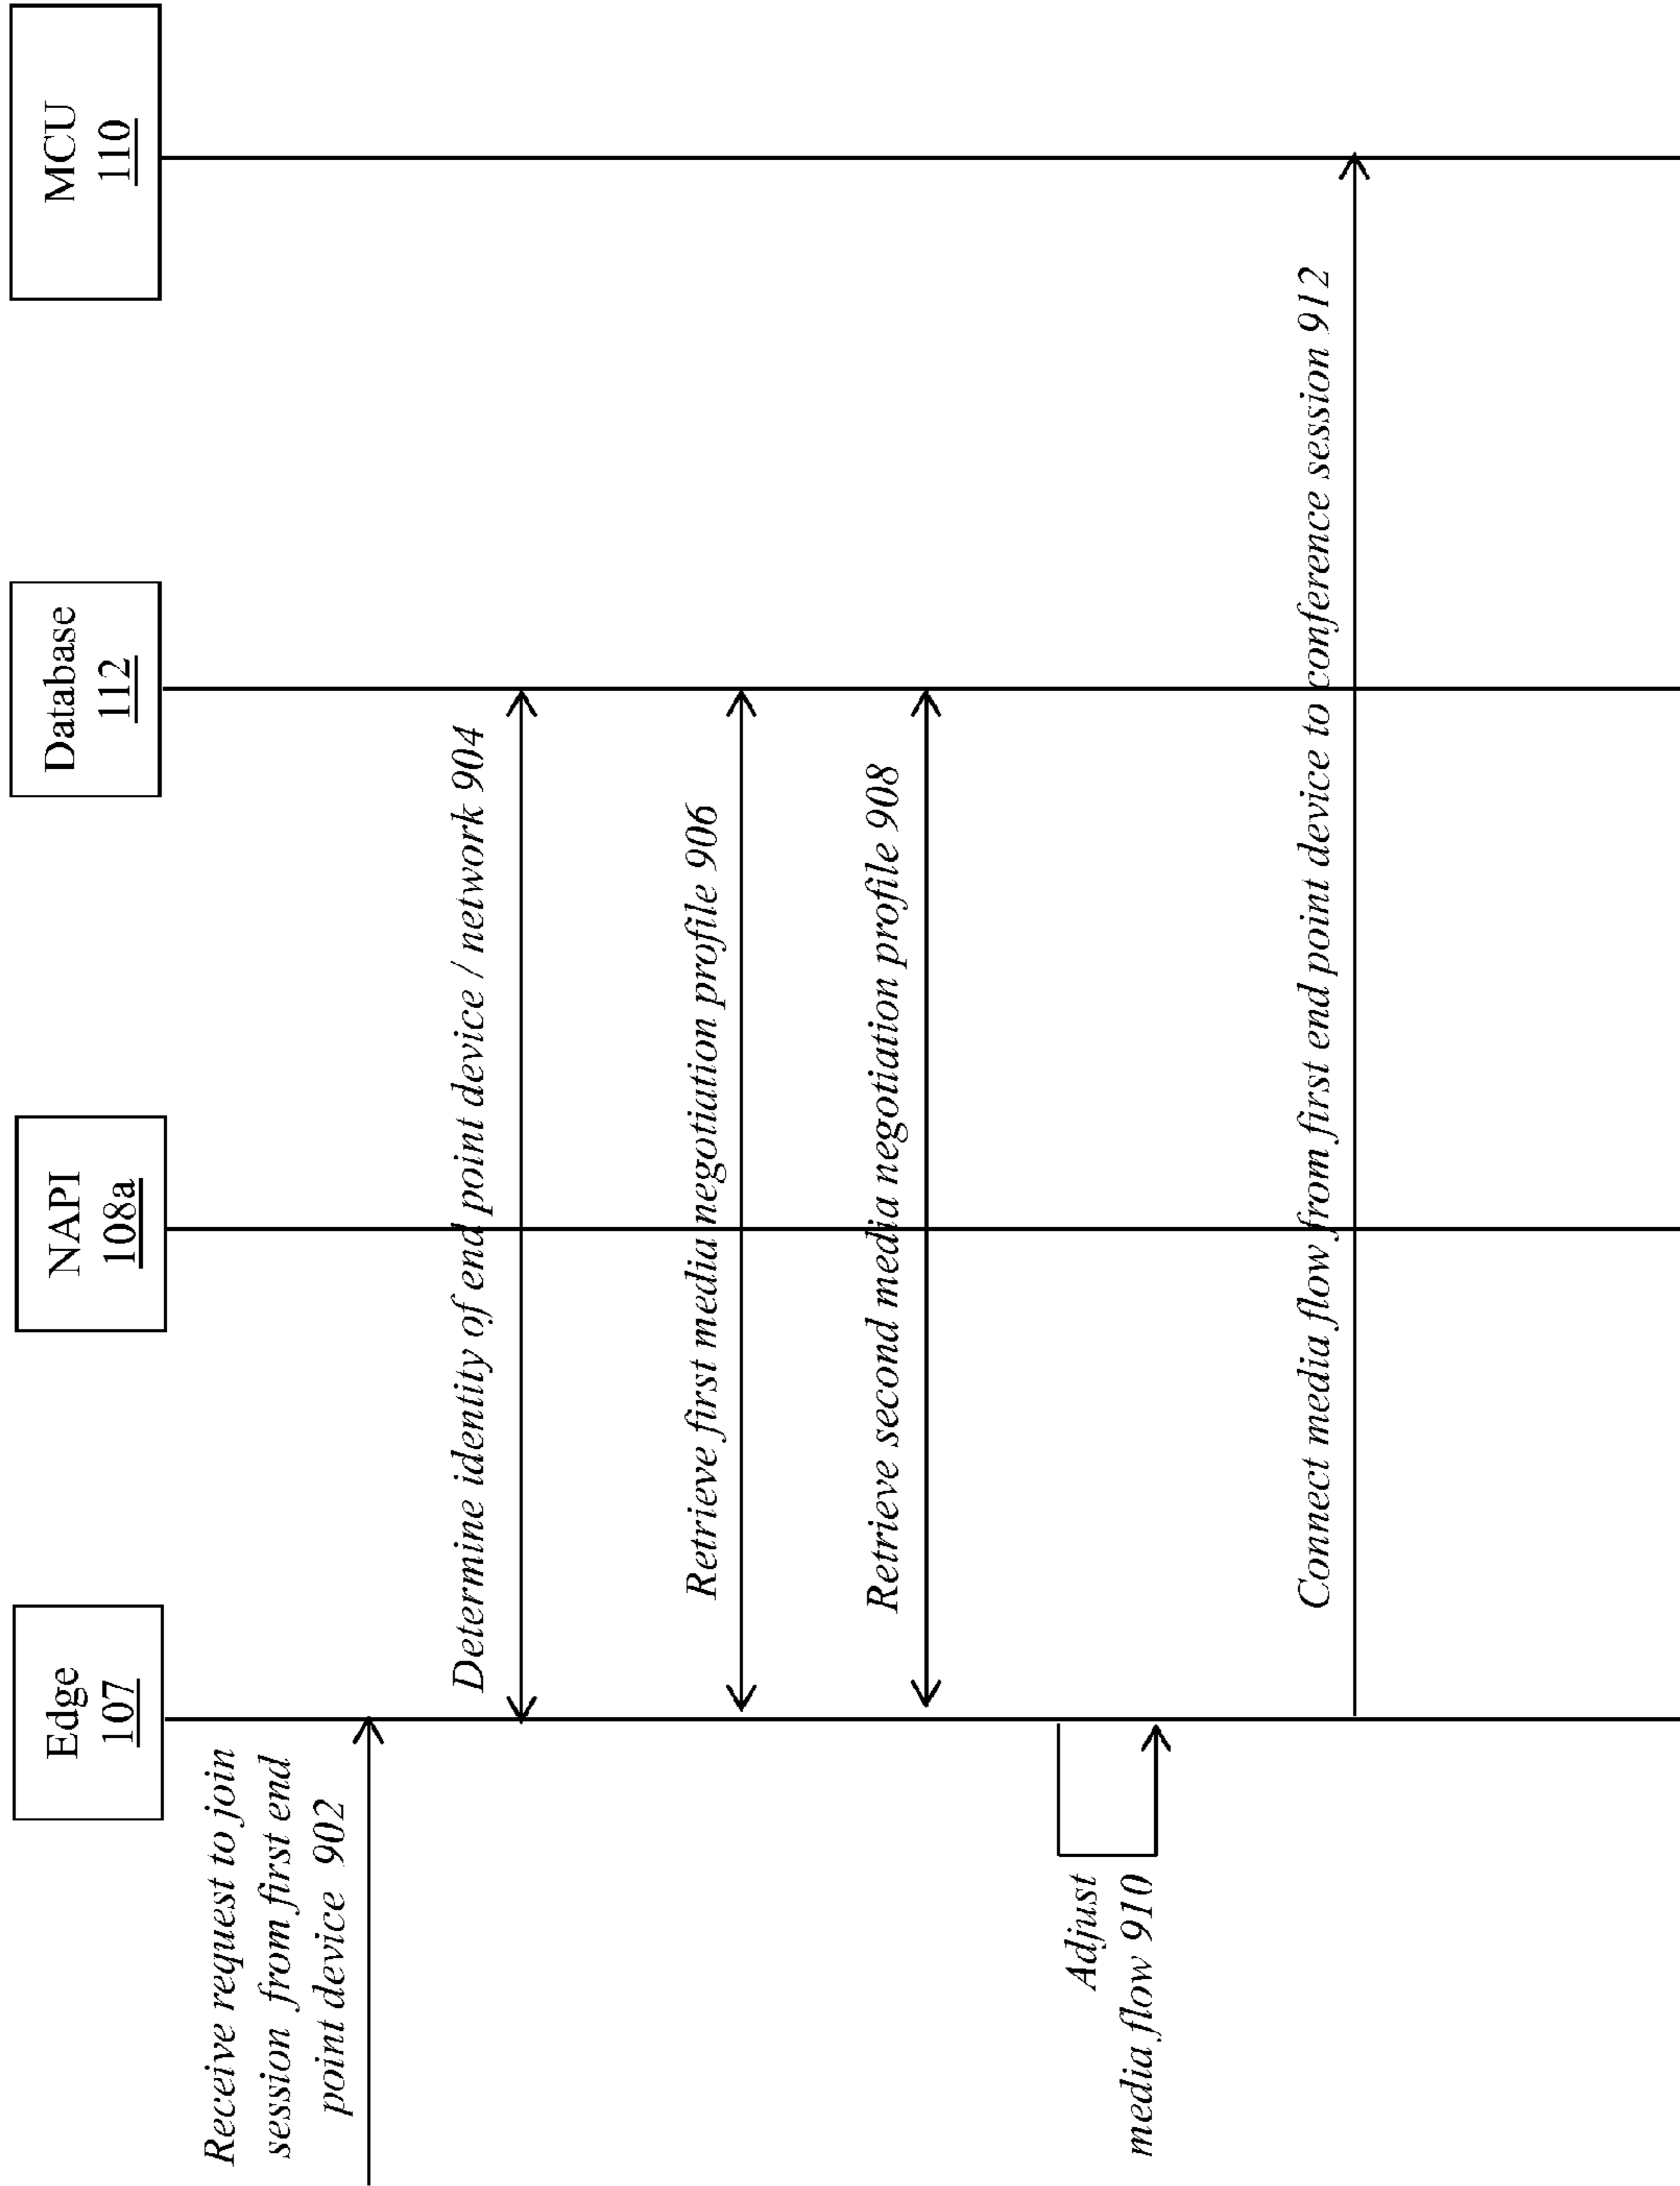 Edge
107
NAPI
108a
Database
112
MCU
110
Receive request to join
session from first end
point device 902
Determine identity of end point device / network 904
Retrieve first media negotiation profile 906
Retrieve second media negotiation profile 908
Adjust
media flow 910
Connect media flow from first end point device to conference session 912